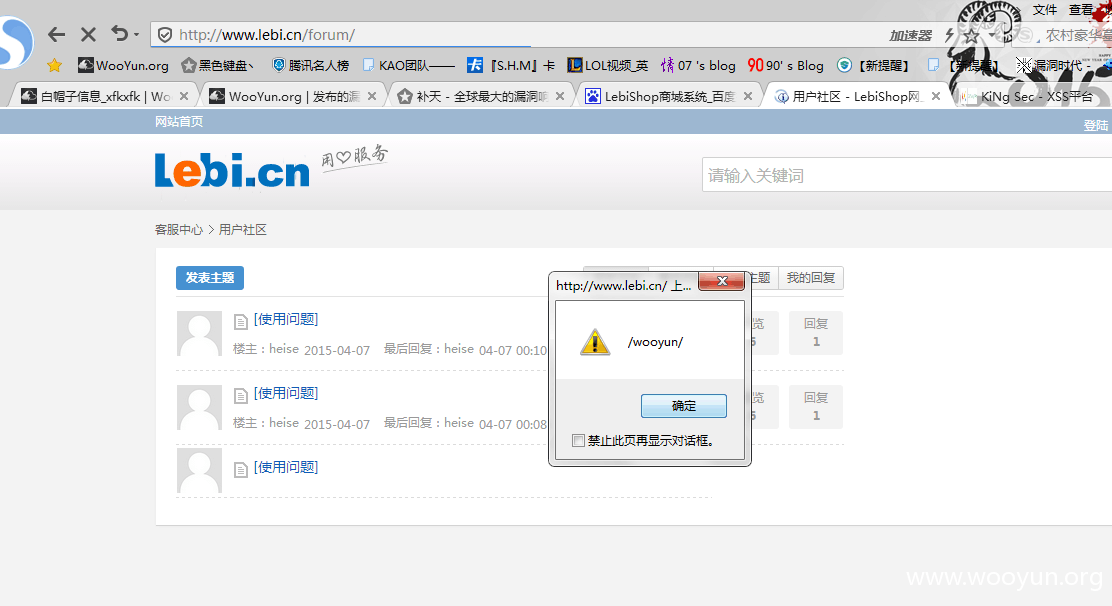 文件 查看
http://www.lebi.cn/forum/
加速器
农村豪华
WooYun.org 黑色键盘丶 腾讯名人榜 KAO团队—— 『S.H.M』卡 LOL视频_英 07 's blog 90' s Blog 【新提醒】 【新提醒】 漏洞时代 -
白帽子信息_xfkxfk | Wo WooYun.org | 发布的漏 补天 - 全球最大的漏洞响 LebiShop商城系统_百度 用户社区 - LebiShop网 KiNg Sec - XSS平台
网站首页
登陆
Lebi.cn 用♡服务
请输入关键词
客服中心 > 用户社区
发表主题
主题 我的回复
[使用问题]
楼主：heise 2015-04-07 最后回复：heise 04-07 00:10
览
5
回复
1
[使用问题]
楼主：heise 2015-04-07 最后回复：heise 04-07 00:08
览
5
回复
1
[使用问题]
http://www.lebi.cn/ 上...
/wooyun/
确定
禁止此页再显示对话框。
www.wooyun.org